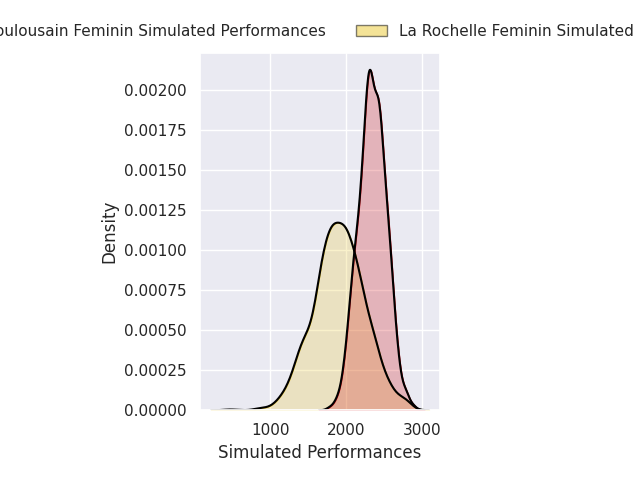 oulousain Feminin Simulated Performances
La Rochelle Feminin Simulated
0.00200
0.00175
0.00150
0.00125
0.00100
0.00075
0.00050
0.00025
0.00000
Density
1000 2000 3000
Simulated Performances